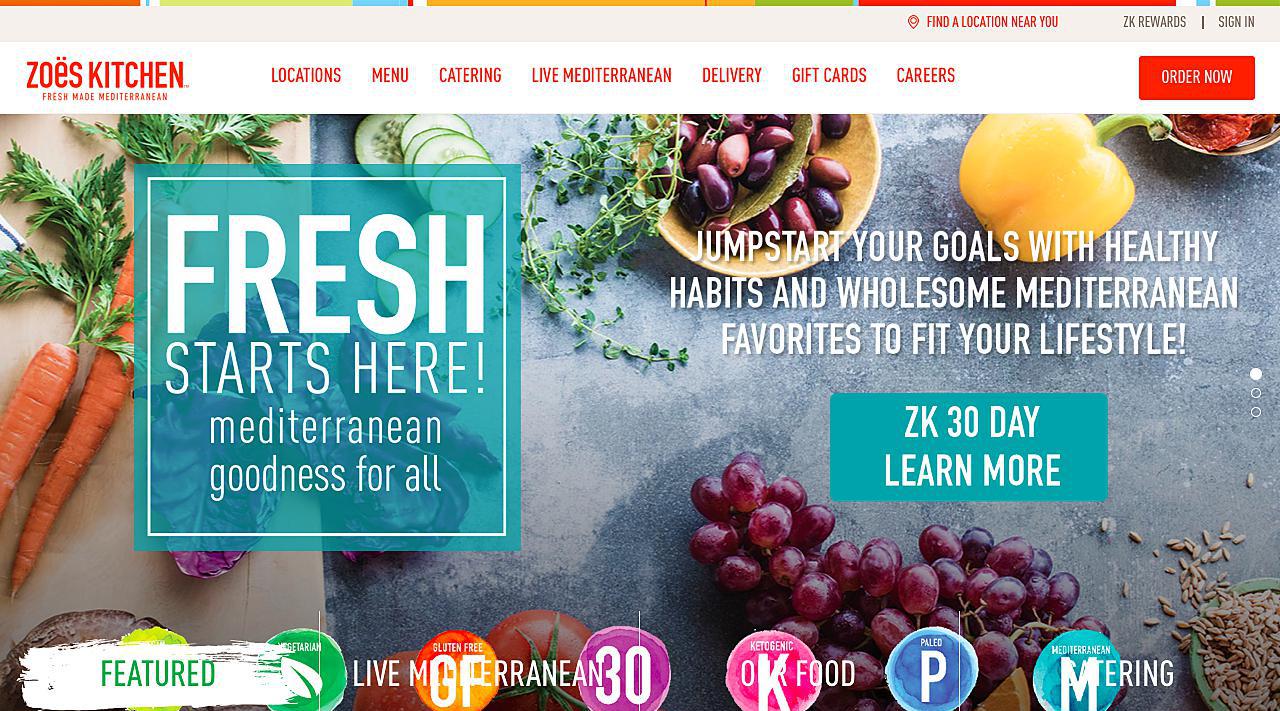 FIND A LOCATION NEAR YOU
ZK REWARDS | SIGN IN
ZOËS KITCHEN
FRESH MADE MEDITERRANEAN
LOCATIONS MENU CATERING LIVE MEDITERRANEAN DELIVERY GIFT CARDS CAREERS
ORDER NOW
FRESH
STARTS HERE!
mediterranean
goodness for all
JUMPSTART YOUR GOALS WITH HEALTHY
HABITS AND WHOLESOME MEDITERRANEAN
FAVORITES TO FIT YOUR LIFESTYLE!
ZK 30 DAY
LEARN MORE
VEGETARIAN
GLUTEN FREE
GF
30
KETOGENIC
K
PALEO
P
MEDITERRANEAN
M
FEATURED
LIVE MEDITERRANEAN
OUR FOOD
CATERING